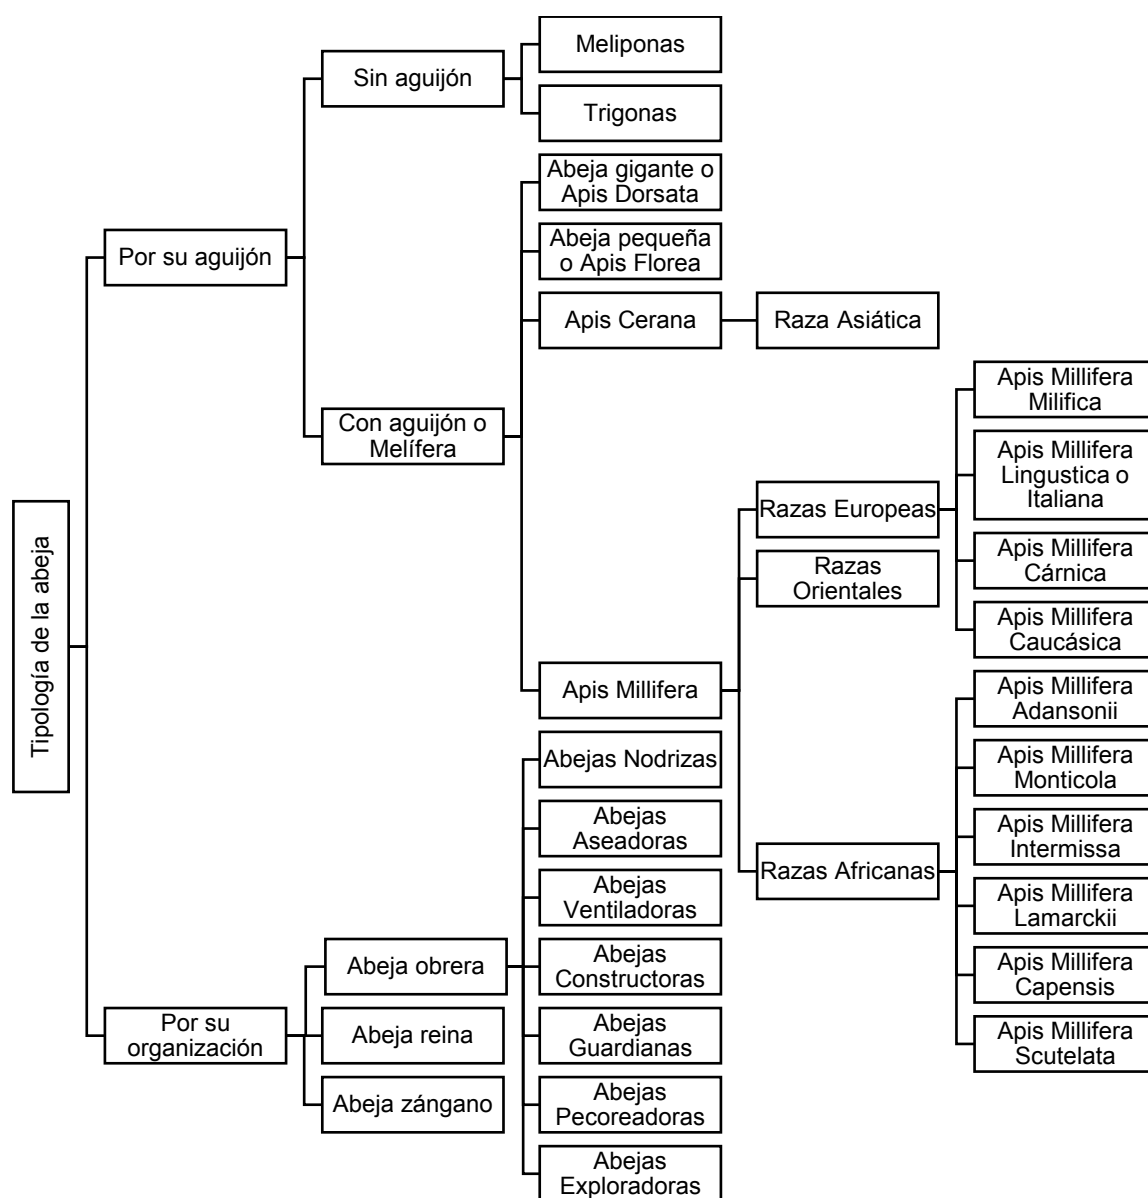 Tipología de la abeja
Por su aguijón
Sin aguijón
Meliponas
Trigonas
Con aguijón o
Melífera
Abeja gigante o
Apis Dorsata
Abeja pequeña
o Apis Florea
Apis Cerana
Raza Asiática
Apis Millifera
Razas Europeas
Apis Millifera
Milifica
Apis Millifera
Lingustica o
Italiana
Apis Millifera
Cárnica
Apis Millifera
Caucásica
Razas
Orientales
Razas Africanas
Apis Millifera
Adansonii
Apis Millifera
Monticola
Apis Millifera
Intermissa
Apis Millifera
Lamarckii
Apis Millifera
Capensis
Apis Millifera
Scutelata
Por su
organización
Abeja obrera
Abejas Nodrizas
Abejas
Aseadoras
Abejas
Ventiladoras
Abejas
Constructoras
Abejas
Guardianas
Abejas
Pecoreadoras
Abejas
Exploradoras
Abeja reina
Abeja zángano